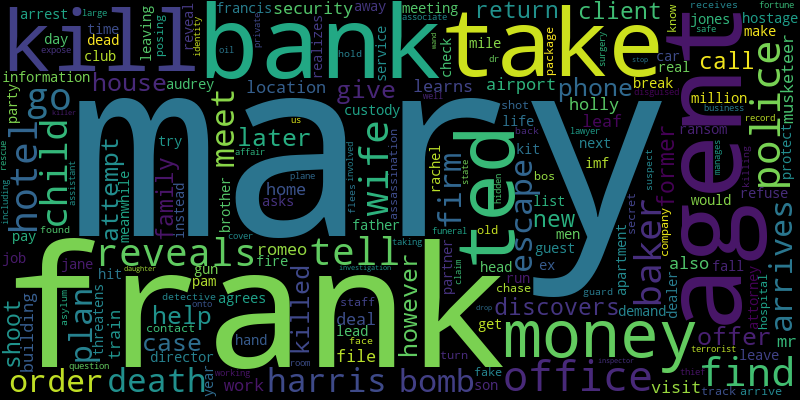 kill bank take mary agent
arrest francis security away meeting return client
large associate fortune receives know jones hostage
day time leaving reveal private expose identity
dead club posing oil hold realizes service check
mile surgery wand dr stop package airport
information house audrey location give learns phone call
car real safe make break million musceteer police
party hotel go child attempt meet later wife
try family instead meanwhile home asks brother
custody assassination life shot back holly leaf
us affair plane lawyer record business manages
kit next imf former ransom protect
rescue including assistant found pay
rachel firm ted escape list new bos
state hidden involved flees father
secret suspect killing would refuse disguised
frank reveals tell however money office
job jane asylum threatens hit train fire romeo
cover funeral taking claim old men guest apartment
baker also fall company attorney hospital arrives
shoot building plan help case killed
gun pam agrees detective onto daughter investigation
partner head ex run chase discovers demand dealer
contact director hand deal lead file staff face
guard get drop turn son fake
offer mr leave find visit track arrive
order death year work harris bomb
question working room terrorist thief inspector